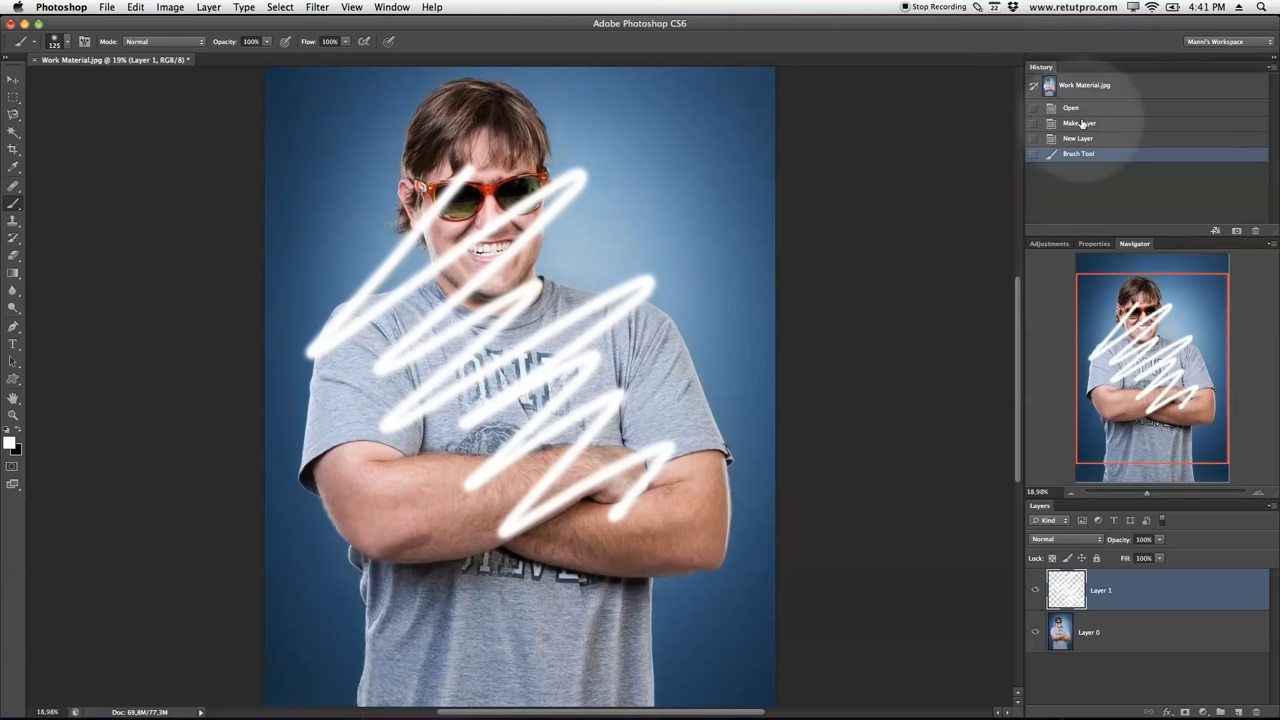 Photoshop File Edit Image Layer Type Select Filter View Window Help Stop Recording 22 www.retutpro.com 4:41 PM
Adobe Photoshop CS6
125 Mode: Normal Opacity: 100% Flow: 100% Manni's Workspace
× Work Material.jpg @ 19% (Layer 1, RGB/8) *
History
Work Material.jpg
Open
Make Layer
New Layer
Brush Tool
Adjustments Properties Navigator
18,98%
Layers
Kind
Normal Opacity: 100%
Lock: Fill: 100%
Layer 1
Layer 0
18,98% Doc: 69,8M/77,3M